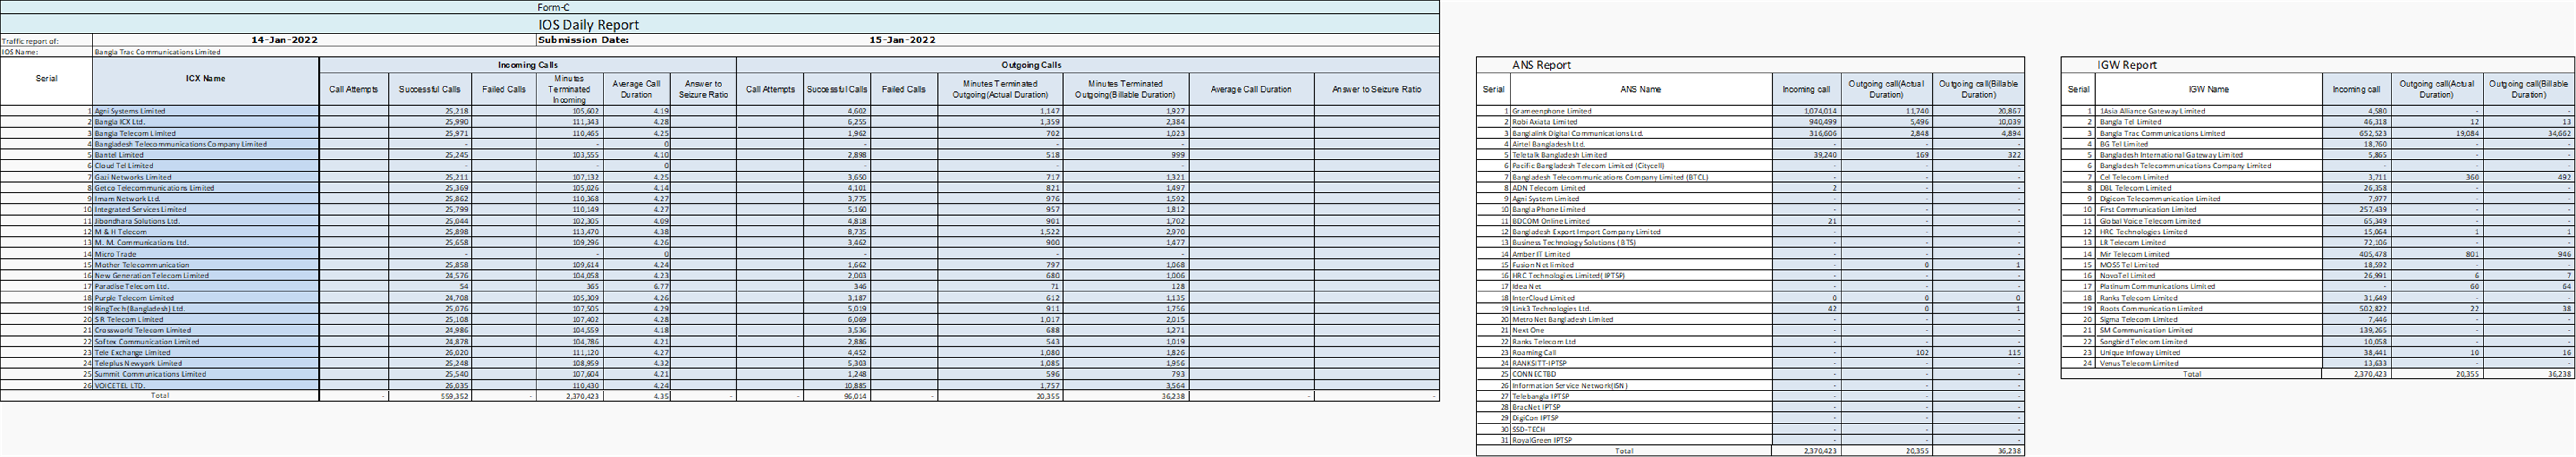 Form-C
IOS Daily Report
Traffic report of: 14-Jan-2022 Submission Date: 15-Jan-2022
IOS Name: Bangla Trac Communications Limited
Serial ICX Name Incoming Calls Outgoing Calls
Call Attempts Successful Calls Failed Calls Minutes Terminated Incoming Average Call Duration Answer to Seizure Ratio Call Attempts Successful Calls Failed Calls Minutes Terminated Outgoing(Actual Duration) Minutes Terminated Outgoing(Billable Duration) Average Call Duration Answer to Seizure Ratio
1 Agni Systems Limited 25,218 105,602 4.19 4,602 1,147 1,927
2 Bangla ICX Ltd. 25,990 111,343 4.28 6,255 1,359 2,384
3 Bangla Telecom Limited 25,971 110,465 4.25 1,962 702 1,023
4 Bangladesh Telecommunications Company Limited - - 0 - - -
5 Bantel Limited 25,245 103,555 4.10 2,898 518 999
6 Cloud Tel Limited - - 0 - - -
7 Gazi Networks Limited 25,211 107,132 4.25 3,650 717 1,321
8 Getco Telecommunications Limited 25,369 105,026 4.14 4,101 821 1,497
9 Imam Network Ltd. 25,862 110,368 4.27 3,775 976 1,592
10 Integrated Services Limited 25,799 110,149 4.27 5,160 957 1,812
11 Jibondhara Solutions Ltd. 25,044 102,305 4.09 4,818 901 1,702
12 M & H Telecom 25,898 113,470 4.38 8,735 1,522 2,970
13 M. M. Communications Ltd. 25,658 109,296 4.26 3,462 900 1,477
14 Micro Trade - - 0 - - -
15 Mother Telecommunication 25,858 109,614 4.24 1,662 797 1,068
16 New Generation Telecom Limited 24,576 104,058 4.23 2,003 680 1,006
17 Paradise Telecom Ltd. 54 365 6.77 346 71 128
18 Purple Telecom Limited 24,708 105,309 4.26 3,187 612 1,135
19 RingTech (Bangladesh) Ltd. 25,076 107,505 4.29 5,019 911 1,756
20 S R Telecom Limited 25,108 107,402 4.28 6,069 1,017 2,015
21 Crossworld Telecom Limited 24,986 104,559 4.18 3,536 688 1,271
22 Softex Communication Limited 24,878 104,786 4.21 2,886 543 1,019
23 Tele Exchange Limited 26,020 111,120 4.27 4,452 1,080 1,826
24 Teleplus Newyork Limited 25,248 108,959 4.32 5,303 1,085 1,956
25 Summit Communications Limited 25,540 107,604 4.21 1,248 596 793
26 VOICETEL LTD. 26,035 110,430 4.24 10,885 1,757 3,564
Total - 559,352 - 2,370,423 4.35 - - 96,014 - 20,355 36,238 - -
ANS Report
Serial ANS Name Incoming call Outgoing call(Actual Duration) Outgoing call(Billable Duration)
1 Grameenphone Limited 1,074,014 11,740 20,867
2 Robi Axiata Limited 940,499 5,496 10,039
3 Banglalink Digital Communications Ltd. 316,606 2,848 4,894
4 Airtel Bangladesh Ltd. - - -
5 Teletalk Bangladesh Limited 39,240 169 322
6 Pacific Bangladesh Telecom Limited (Citycell) - - -
7 Bangladesh Telecommunications Company Limited (BTCL) - - -
8 ADN Telecom Limited 2 - -
9 Agni System Limited - - -
10 Bangla Phone Limited - - -
11 BDCOM Online Limited 21 - -
12 Bangladesh Export Import Company Limited - - -
13 Business Technology Solutions ( BTS) - - -
14 Amber IT Limited - - -
15 Fusion Net limited - 0 1
16 HRC Technologies Limited( IPTSP) - - -
17 Idea Net - - -
18 InterCloud Limited 0 0 0
19 Link3 Technologies Ltd. 42 0 1
20 Metro Net Bangladesh Limited - - -
21 Next One - - -
22 Ranks Telecom Ltd - - -
23 Roaming Call - 102 115
24 RANKSITT-IPTSP - - -
25 CONNECTBD - - -
26 Information Service Network(ISN) - - -
27 Telebangla IPTSP - - -
28 BracNet IPTSP - - -
29 DigiCon IPTSP - - -
30 SSD-TECH - - -
31 RoyalGreen IPTSP - - -
Total 2,370,423 20,355 36,238
IGW Report
Serial IGW Name Incoming call Outgoing call(Actual Duration) Outgoing call(Billable Duration)
1 1Asia Alliance Gateway Limited 4,580 - -
2 Bangla Tel Limited 46,318 12 13
3 Bangla Trac Communications Limited 652,523 19,084 34,662
4 BG Tel Limited 18,760 - -
5 Bangladesh International Gateway Limited 5,865 - -
6 Bangladesh Telecommunications Company Limited - - -
7 Cel Telecom Limited 3,711 360 492
8 DBL Telecom Limited 26,358 - -
9 Digicon Telecommunication Limited 7,977 - -
10 First Communication Limited 257,439 - -
11 Global Voice Telecom Limited 65,349 - -
12 HRC Technologies Limited 15,064 1 1
13 LR Telecom Limited 72,106 - -
14 Mir Telecom Limited 405,478 801 946
15 MOSS Tel Limited 18,592 - -
16 NovoTel Limited 26,991 6 7
17 Platinum Communications Limited - 60 64
18 Ranks Telecom Limited 31,649 - -
19 Roots Communication Limited 502,822 22 38
20 Sigma Telecom Limited 7,446 - -
21 SM Communication Limited 139,265 - -
22 Songbird Telecom Limited 10,058 - -
23 Unique Infoway Limited 38,441 10 16
24 Venus Telecom Limited 13,633 - -
Total 2,370,423 20,355 36,238